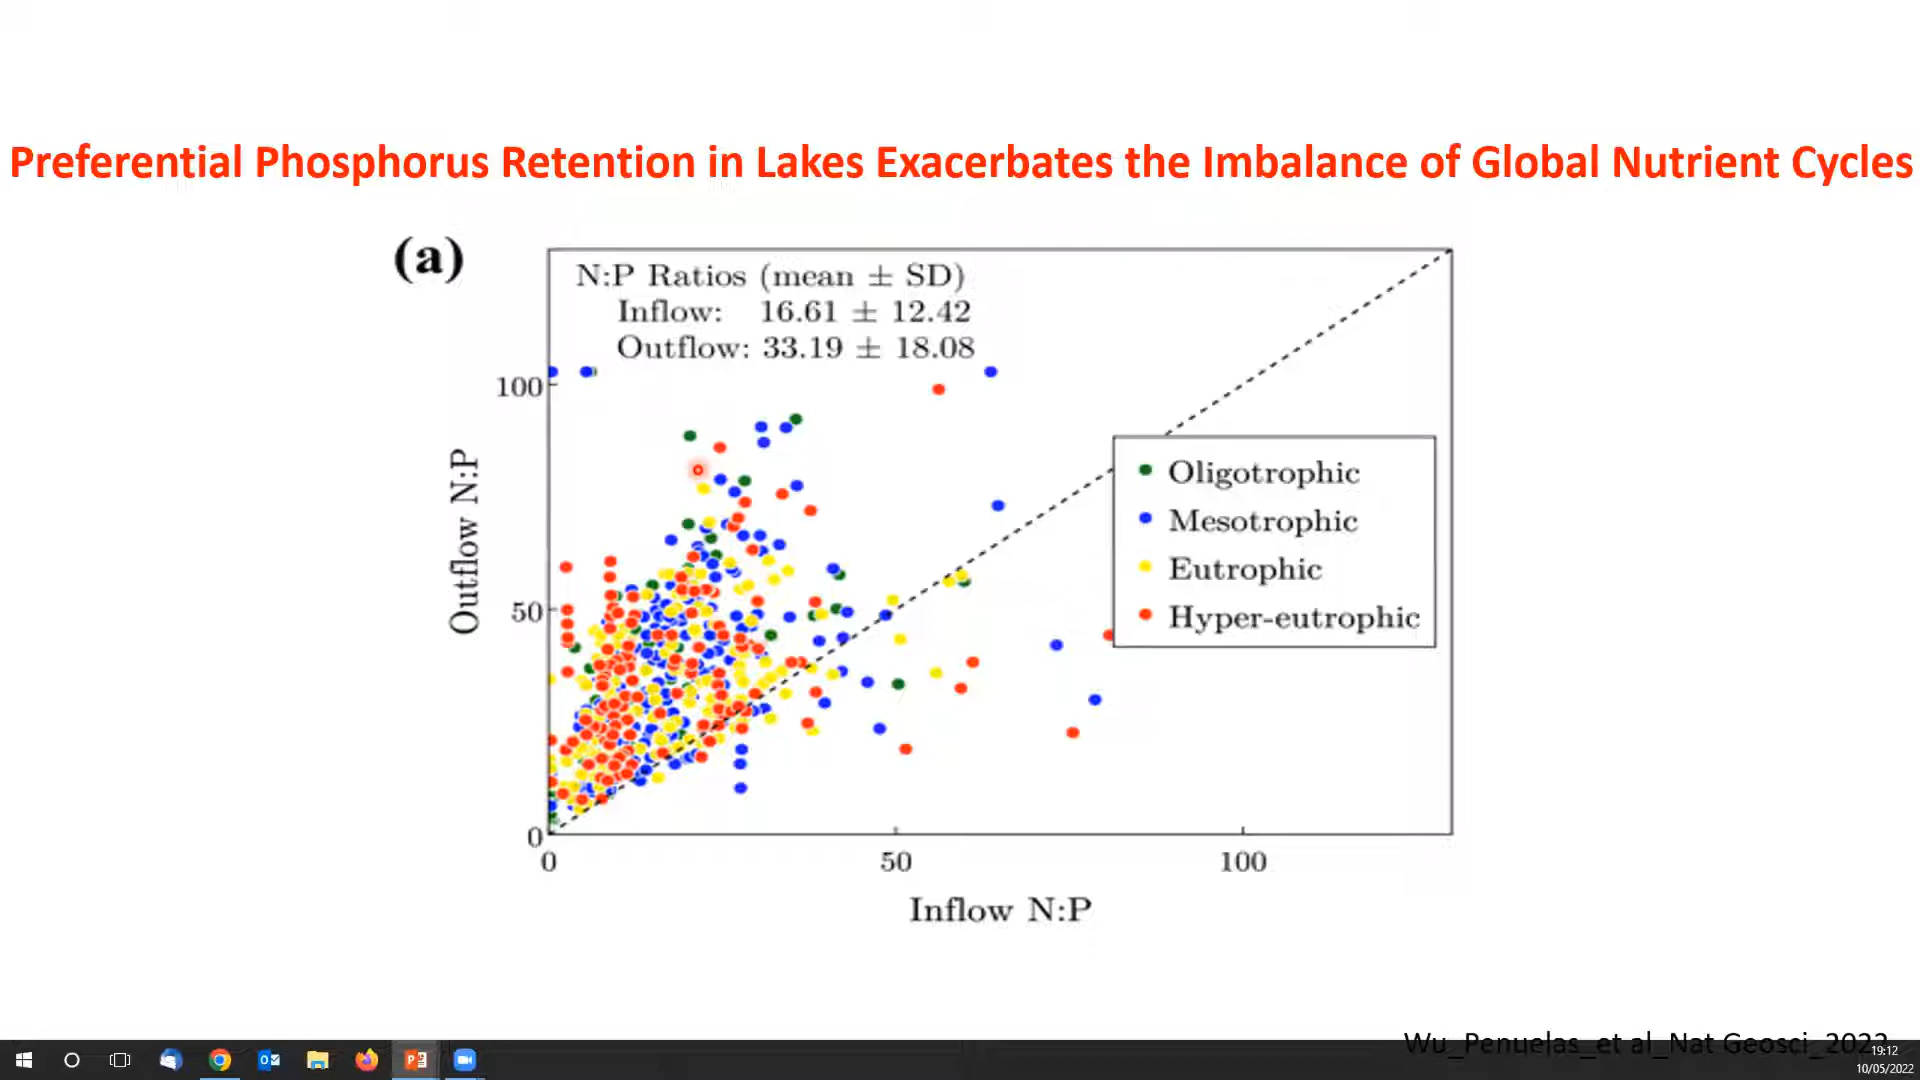 Preferential Phosphorus Retention in Lakes Exacerbates the Imbalance of Global Nutrient Cycles
(a)
N:P Ratios (mean ± SD)
Inflow: 16.61 ± 12.42
Outflow: 33.19 ± 18.08
100
50
0
Outflow N:P
Oligotrophic
Mesotrophic
Eutrophic
Hyper-eutrophic
0 50 100
Inflow N:P
Wu_Penuelas_et al_Nat Geosci_2022
19:12
10/05/2022